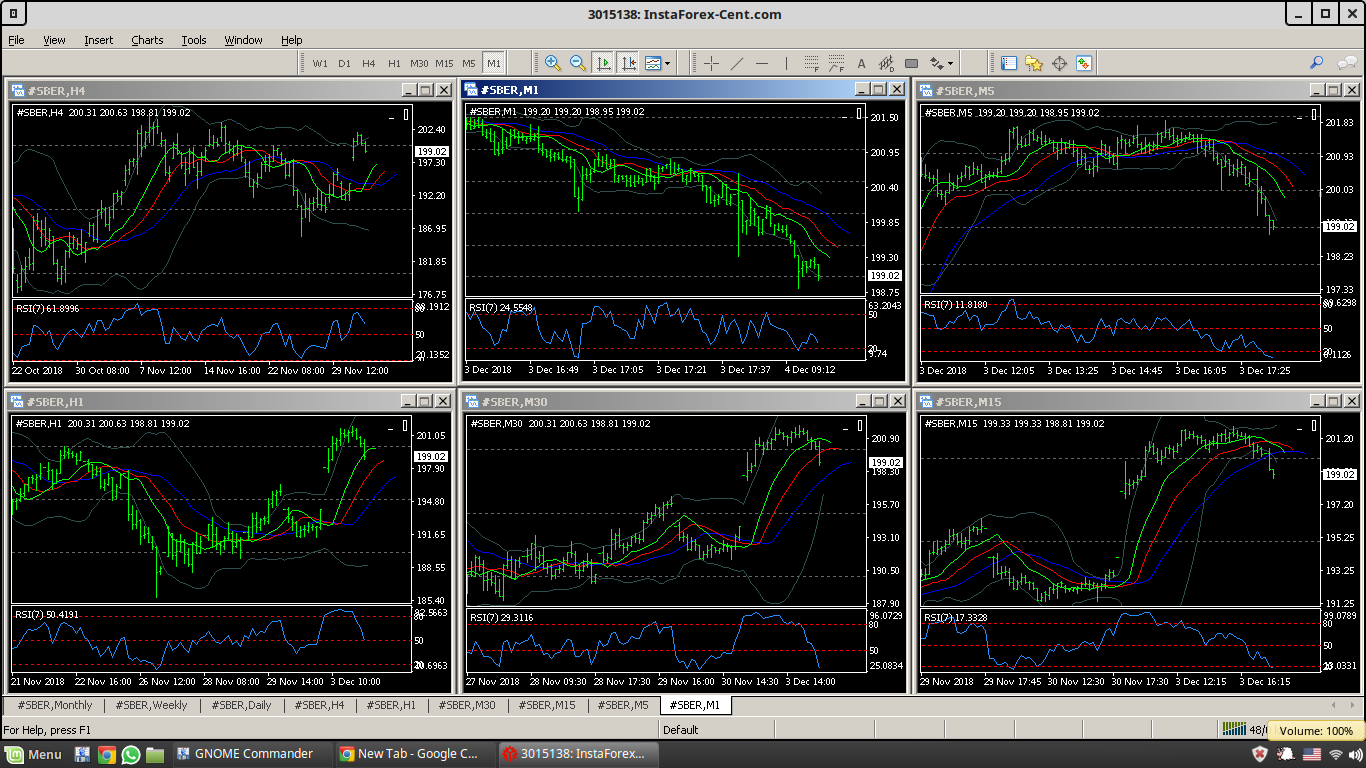 3015138: InstaForex-Cent.com
File View Insert Charts Tools Window Help
W1 D1 H4 H1 M30 M15 M5 M1
#SBER,H4
#SBER,H4 200.31 200.63 198.81 199.02
202.40
199.02
197.30
192.20
186.95
181.85
176.75
RSI(7) 61.8996
50
20.1352
22 Oct 2018 30 Oct 08:00 7 Nov 12:00 14 Nov 16:00 22 Nov 08:00 29 Nov 12:00
#SBER,M1
#SBER,M1 199.20 199.20 198.95 199.02
201.50
200.95
200.40
199.85
199.30
199.02
198.75
RSI(7) 24.5548
63.2043
50
20
3 Dec 2018 3 Dec 16:49 3 Dec 17:05 3 Dec 17:21 3 Dec 17:37 4 Dec 09:12
#SBER,M5
#SBER,M5 199.20 199.20 198.95 199.02
201.83
200.93
200.03
199.02
198.23
197.33
RSI(7) 11.8180
50
3 Dec 2018 3 Dec 12:05 3 Dec 13:25 3 Dec 14:45 3 Dec 16:05 3 Dec 17:25
#SBER,H1
#SBER,H1 200.31 200.63 198.81 199.02
201.05
199.02
197.90
194.80
191.65
188.55
185.40
RSI(7) 50.4191
50
21 Nov 2018 22 Nov 16:00 26 Nov 12:00 28 Nov 08:00 29 Nov 14:00 3 Dec 10:00
#SBER,M30
#SBER,M30 200.31 200.63 198.81 199.02
200.90
199.02
198.30
195.70
193.10
190.50
187.90
RSI(7) 29.3116
96.0729
80
50
25.0834
27 Nov 2018 28 Nov 09:30 28 Nov 17:30 29 Nov 16:00 30 Nov 14:30 3 Dec 14:00
#SBER,M15
#SBER,M15 199.33 199.33 198.81 199.02
201.20
199.02
197.20
195.25
193.25
191.25
RSI(7) 17.3328
99.0789
80
50
29 Nov 2018 29 Nov 17:45 30 Nov 12:30 30 Nov 17:30 3 Dec 12:15 3 Dec 16:15
#SBER,Monthly #SBER,Weekly #SBER,Daily #SBER,H4 #SBER,H1 #SBER,M30 #SBER,M15 #SBER,M5 #SBER,M1
For Help, press F1 Default
Volume: 100%
Menu GNOME Commander New Tab - Google C... 3015138: InstaForex...